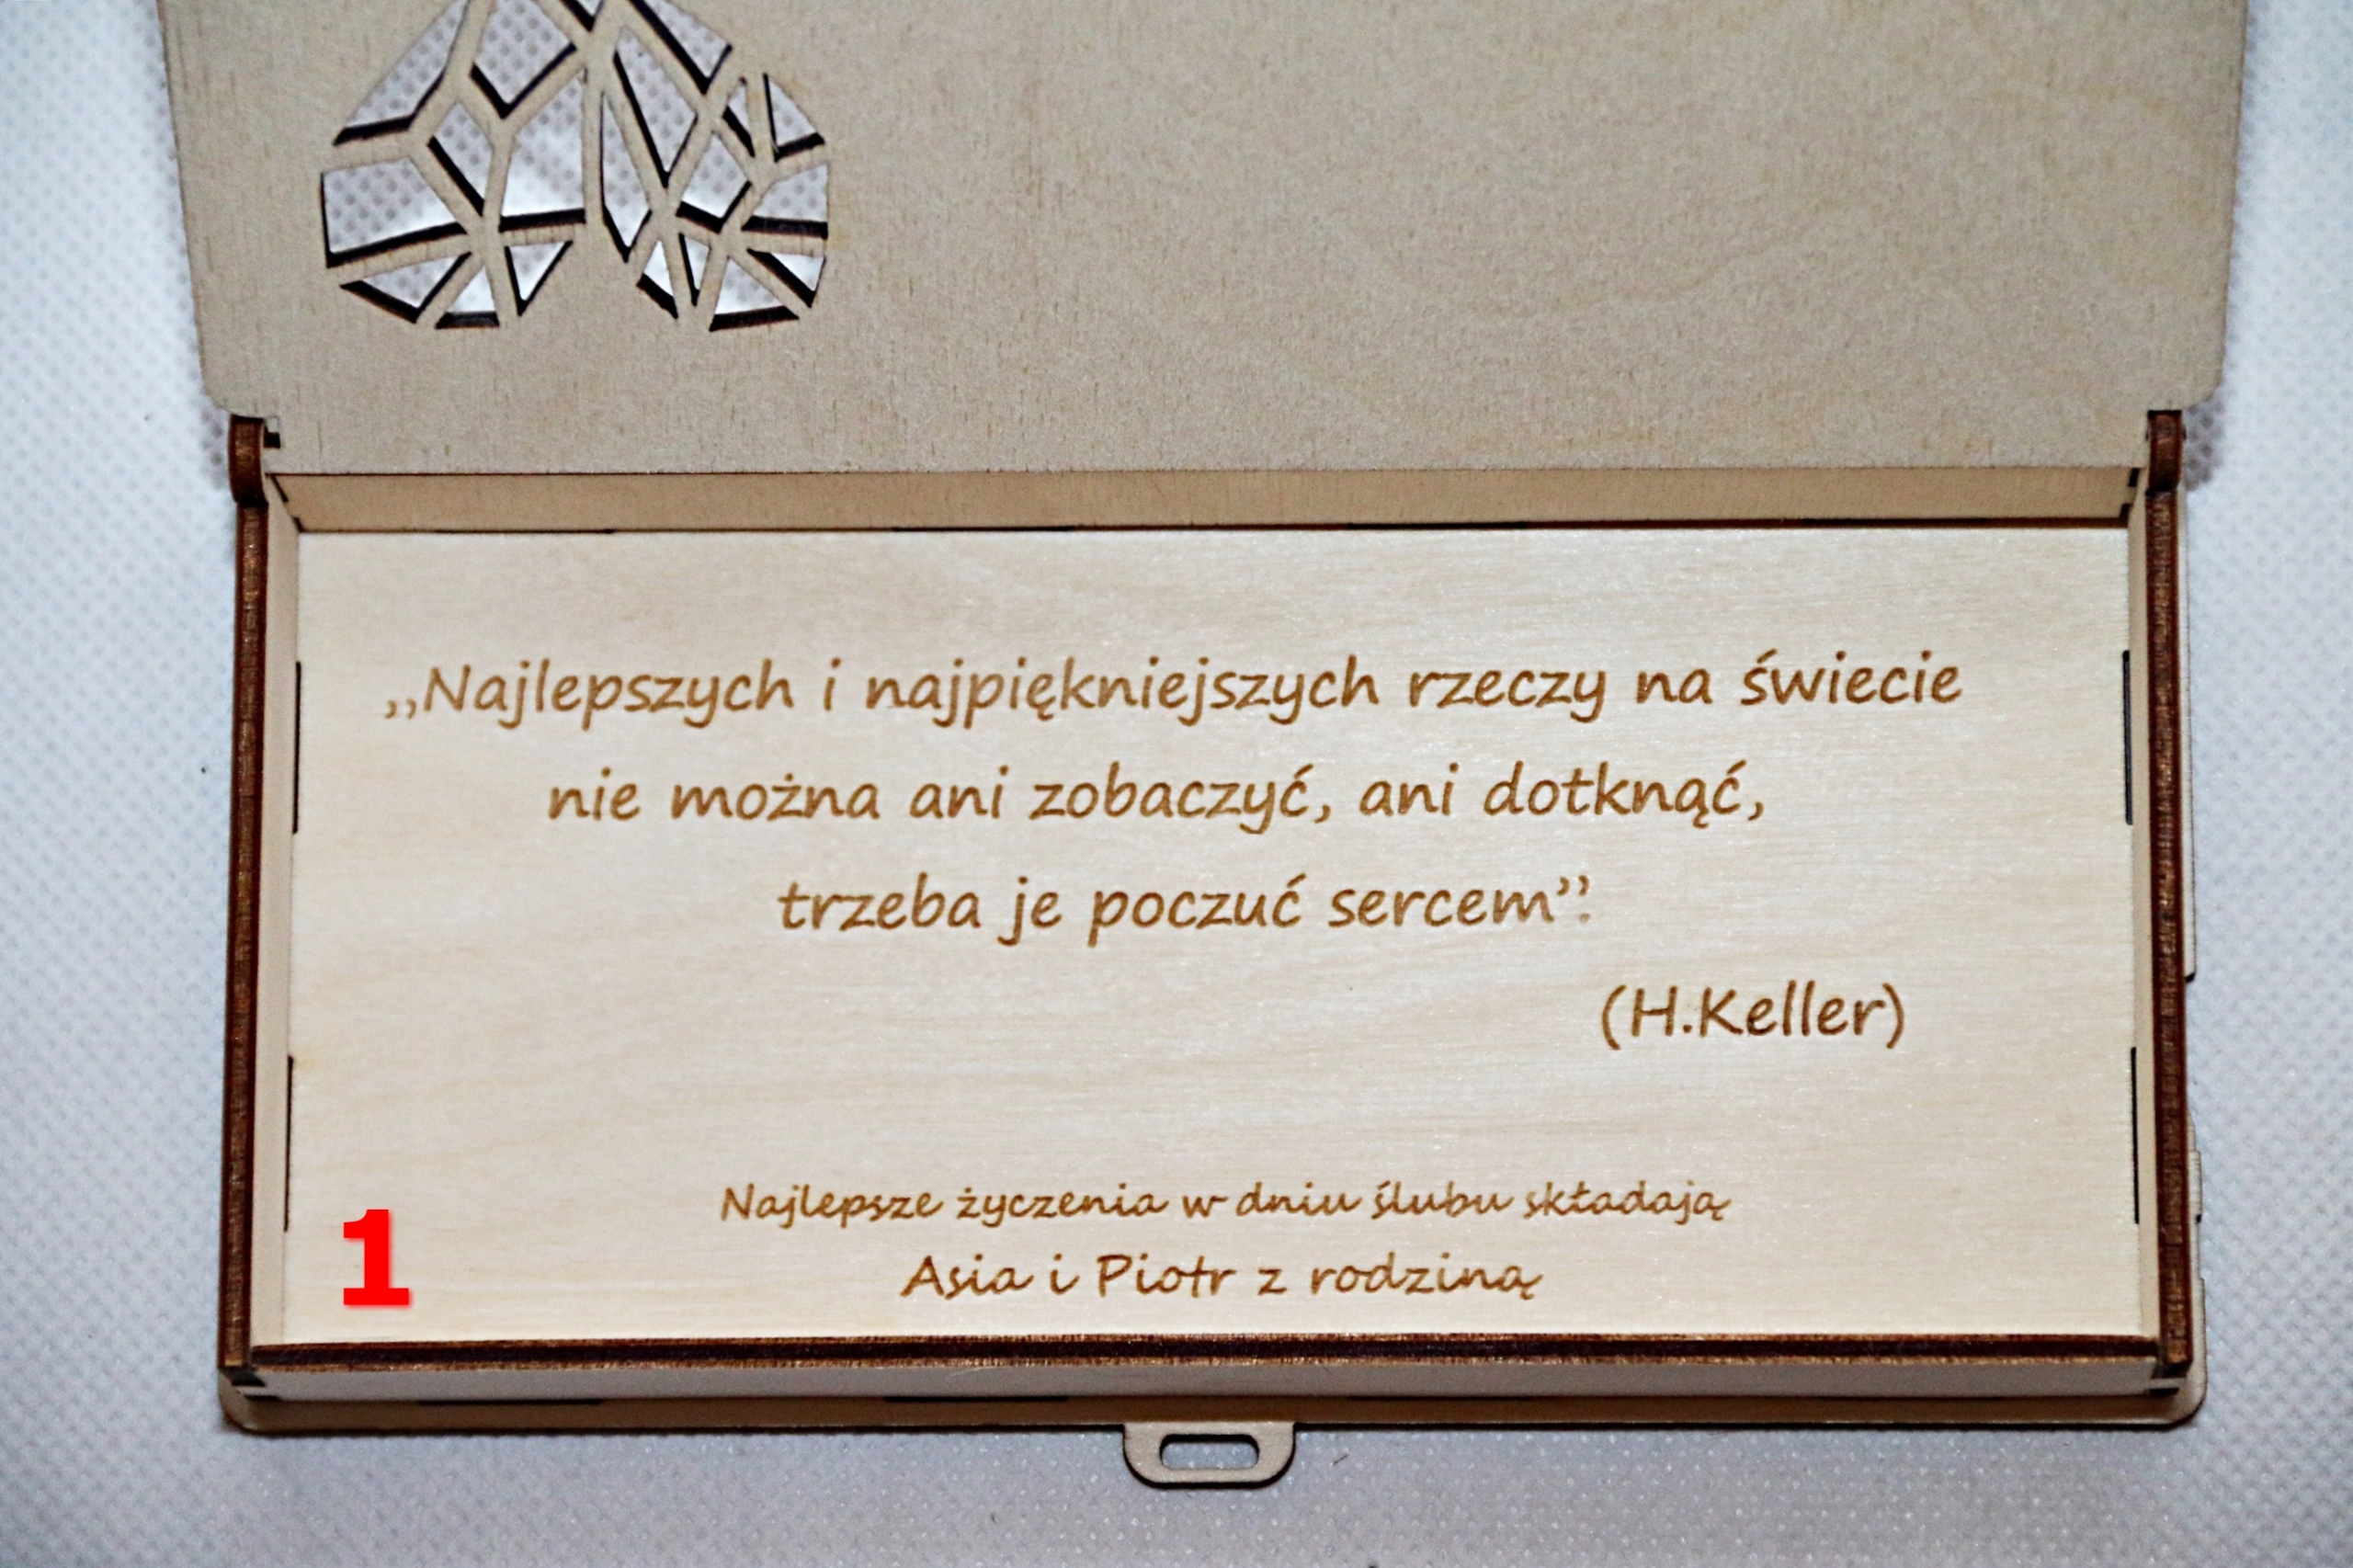 „Najlepszych i najpiękniejszych rzeczy na świecie
nie można ani zobaczyć, ani dotknąć,
trzeba je poczuć sercem”.
(H.Keller)
Najlepsze życzenia w dniu ślubu składają
Asia i Piotr z rodziną
1